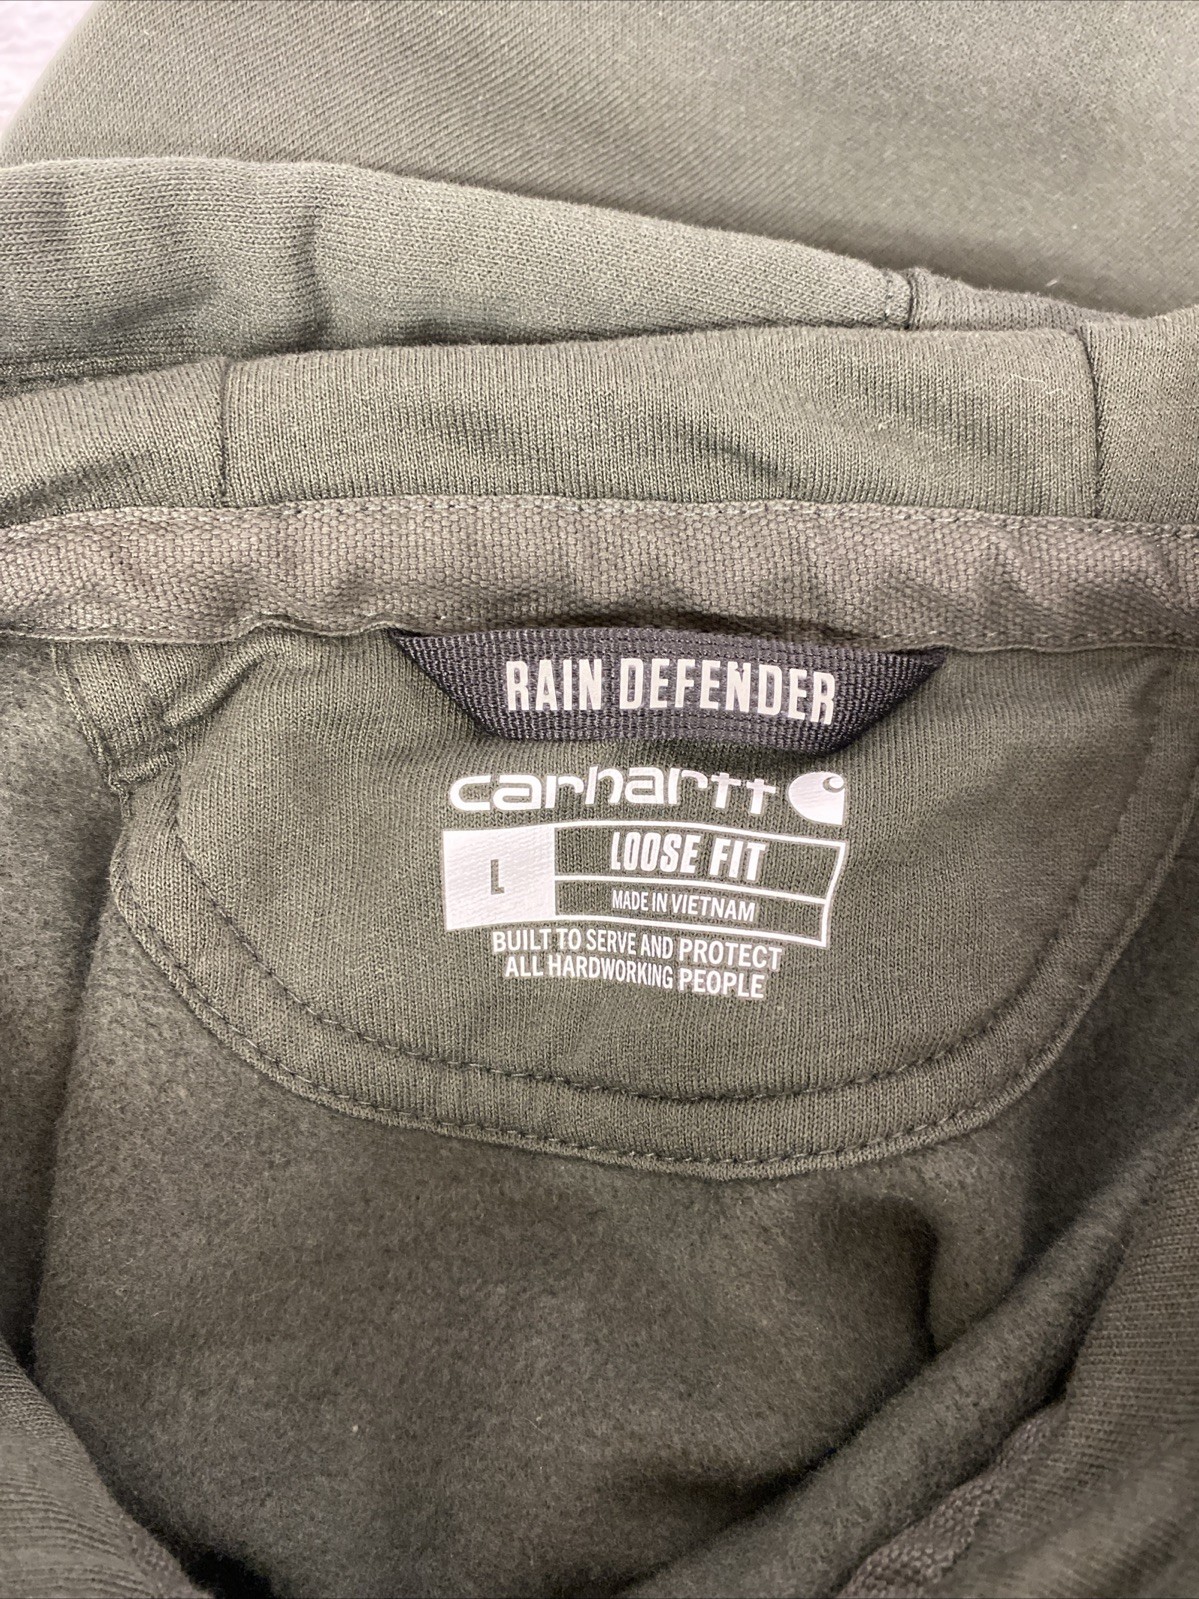 RAIN DEFENDER
carhartt
L
LOOSE FIT
MADE IN VIETNAM
BUILT TO SERVE AND PROTECT
ALL HARDWORKING PEOPLE